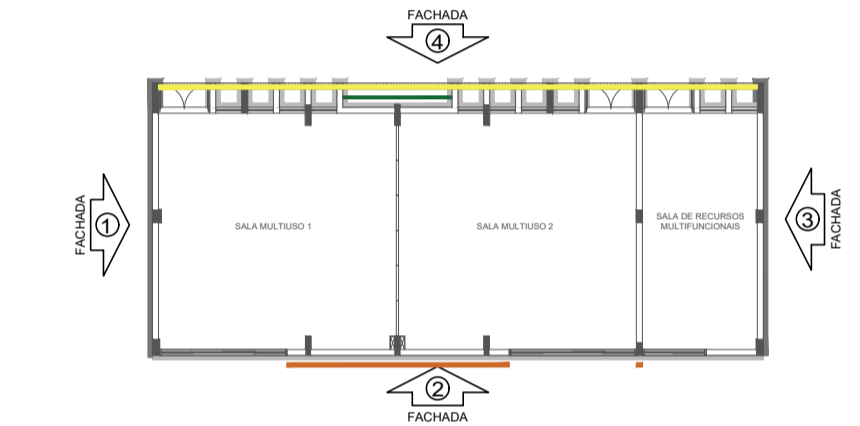 FACHADA
4
FACHADA
1
SALA MULTIUSO 1
SALA MULTIUSO 2
SALA DE RECURSOS
MULTIFUNCIONAIS
3
FACHADA
2
FACHADA